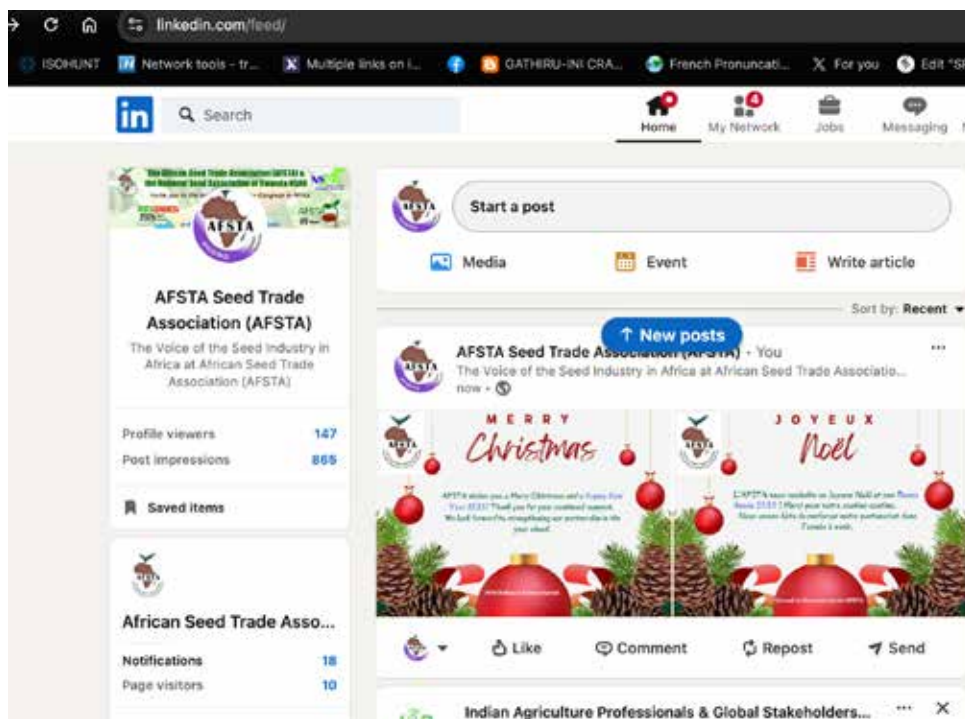 linkedin.com/feed/
ISOHUNT
Network tools - tr...
Multiple links on i...
GATHIRU-INI CRA...
French Pronuncati...
For you
Edit "S
Search
Home
4
My Network
Jobs
Messaging
AFSTA
AFSTA Seed Trade
Association (AFSTA)
The Voice of the Seed Industry in
Africa at African Seed Trade
Association (AFSTA)
Profile viewers 147
Post impressions 865
Saved items
African Seed Trade Asso...
Notifications 18
Page visitors 10
AFSTA
Start a post
Media
Event
Write article
Sort by: Recent
↑ New posts
AFSTA Seed Trade Association (AFSTA) • You
The Voice of the Seed Industry in Africa at African Seed Trade Associatio...
now •
MERRY
Christmas
AFSTA
JOYEUX
Noël
AFSTA
Like
Comment
Repost
Send
Indian Agriculture Professionals & Global Stakeholders...